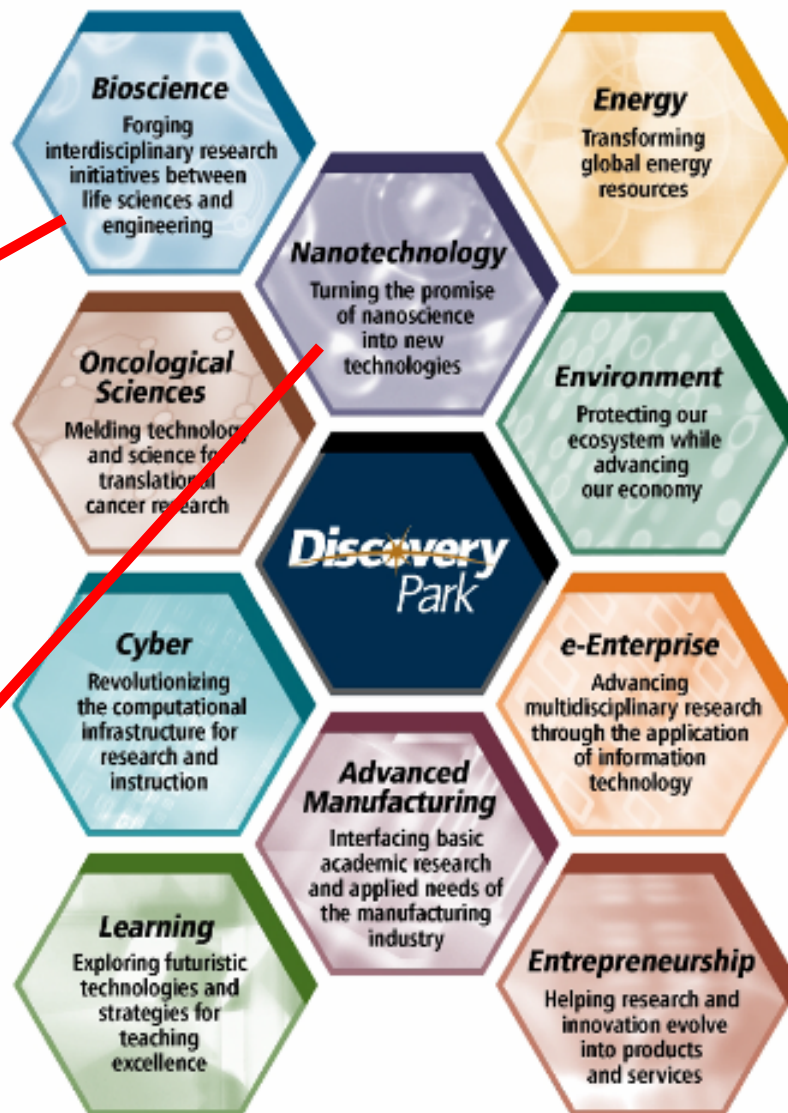 Bioscience
Forging
interdisciplinary research
initiatives between
life sciences and
engineering
Energy
Transforming
global energy
resources
Nanotechnology
Turning the promise
of nanoscience
into new
technologies
Oncological
Sciences
Melding technology
and science for
translational
cancer research
Environment
Protecting our
ecosystem while
advancing
our economy
Discovery
Park
Cyber
Revolutionizing
the computational
infrastructure for
research and
instruction
e-Enterprise
Advancing
multidisciplinary research
through the application
of information
technology
Advanced
Manufacturing
Interfacing basic
academic research
and applied needs of
the manufacturing
industry
Learning
Exploring futuristic
technologies and
strategies for
teaching
excellence
Entrepreneurship
Helping research and
innovation evolve
into products
and services